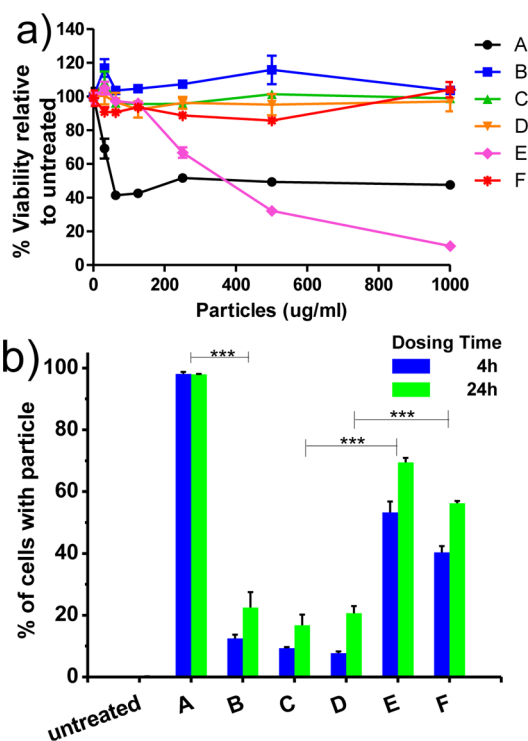 a)
140
120
100
80
60
40
20
0
% Viability relative
to untreated
0
200
400
600
800
1000
Particles (ug/ml)
A
B
C
D
E
F
b)
Dosing Time
4h
24h
***
***
***
100
80
60
40
20
0
% of cells with particle
untreated
A
B
C
D
E
F